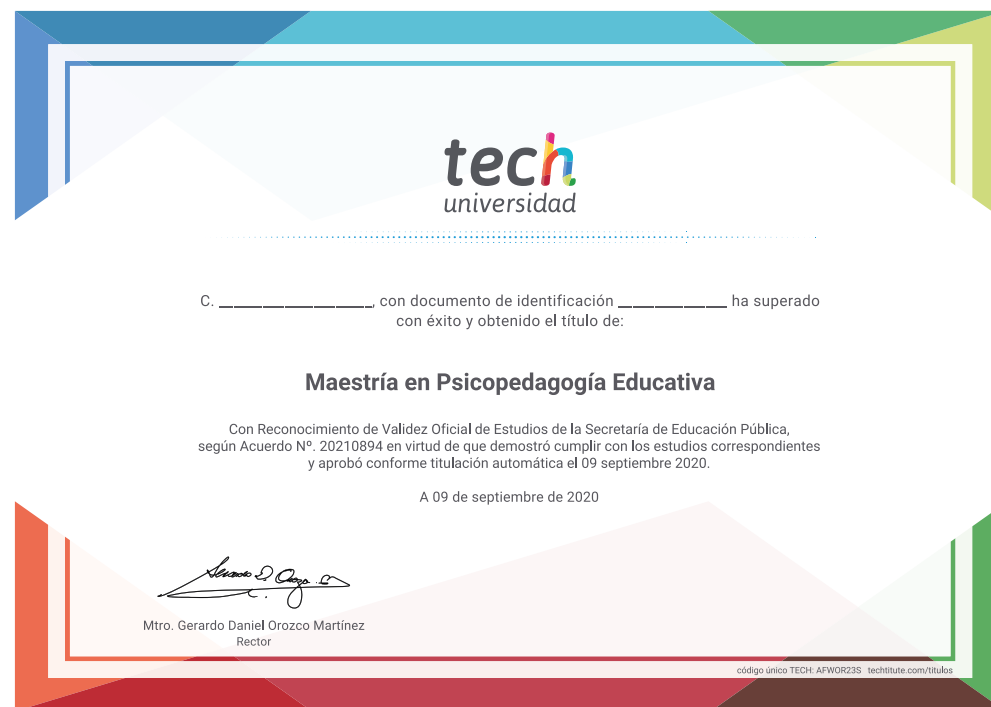 tech
universidad
C. ____________________, con documento de identificación ______________ ha superado
con éxito y obtenido el título de:
Maestría en Psicopedagogía Educativa
Con Reconocimiento de Validez Oficial de Estudios de la Secretaría de Educación Pública,
según Acuerdo Nº. 20210894 en virtud de que demostró cumplir con los estudios correspondientes
y aprobó conforme titulación automática el 09 septiembre 2020.
A 09 de septiembre de 2020
Mtro. Gerardo Daniel Orozco Martínez
Rector
código único TECH: AFWOR23S techtitute.com/titulos